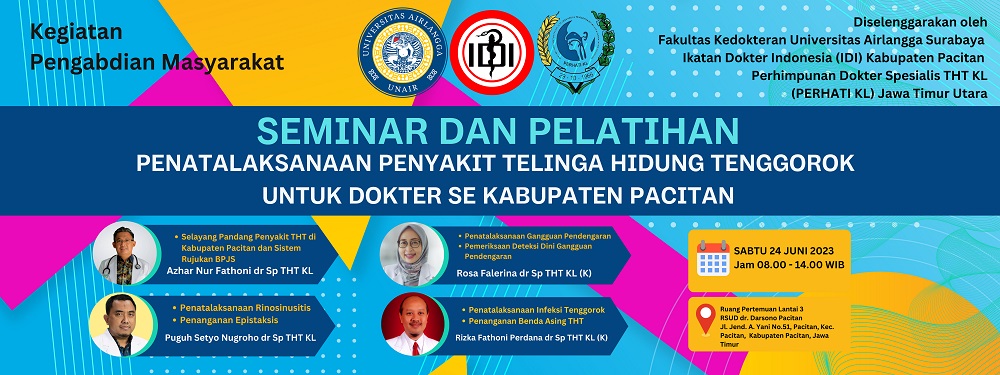 Kegiatan
Pengabdian Masyarakat
UNIVERSITAS AIRLANGGA
UNAIR
IDI
Diselenggarakan oleh
Fakultas Kedokteran Universitas Airlangga Surabaya
Ikatan Dokter Indonesia (IDI) Kabupaten Pacitan
Perhimpunan Dokter Spesialis THT KL
(PERHATI KL) Jawa Timur Utara
SEMINAR DAN PELATIHAN
PENATALAKSANAAN PENYAKIT TELINGA HIDUNG TENGGOROK
UNTUK DOKTER SE KABUPATEN PACITAN
• Selayang Pandang Penyakit THT di
Kabupaten Pacitan dan Sistem
Rujukan BPJS
Azhar Nur Fathoni dr Sp THT KL
• Penatalaksanaan Rinosinusitis
• Penanganan Epistaksis
Puguh Setyo Nugroho dr Sp THT KL
• Penatalaksanaan Gangguan Pendengaran
• Pemeriksaan Deteksi Dini Gangguan
Pendengaran
Rosa Falerina dr Sp THT KL (K)
• Penatalaksanaan Infeksi Tenggorok
• Penanganan Benda Asing THT
Rizka Fathoni Perdana dr Sp THT KL (K)
SABTU 24 JUNI 2023
Jam 08.00 - 14.00 WIB
Ruang Pertemuan Lantai 3
RSUD dr. Darsono Pacitan
Jl. Jend. A. Yani No.51, Pacitan, Kec.
Pacitan, Kabupaten Pacitan, Jawa
Timur